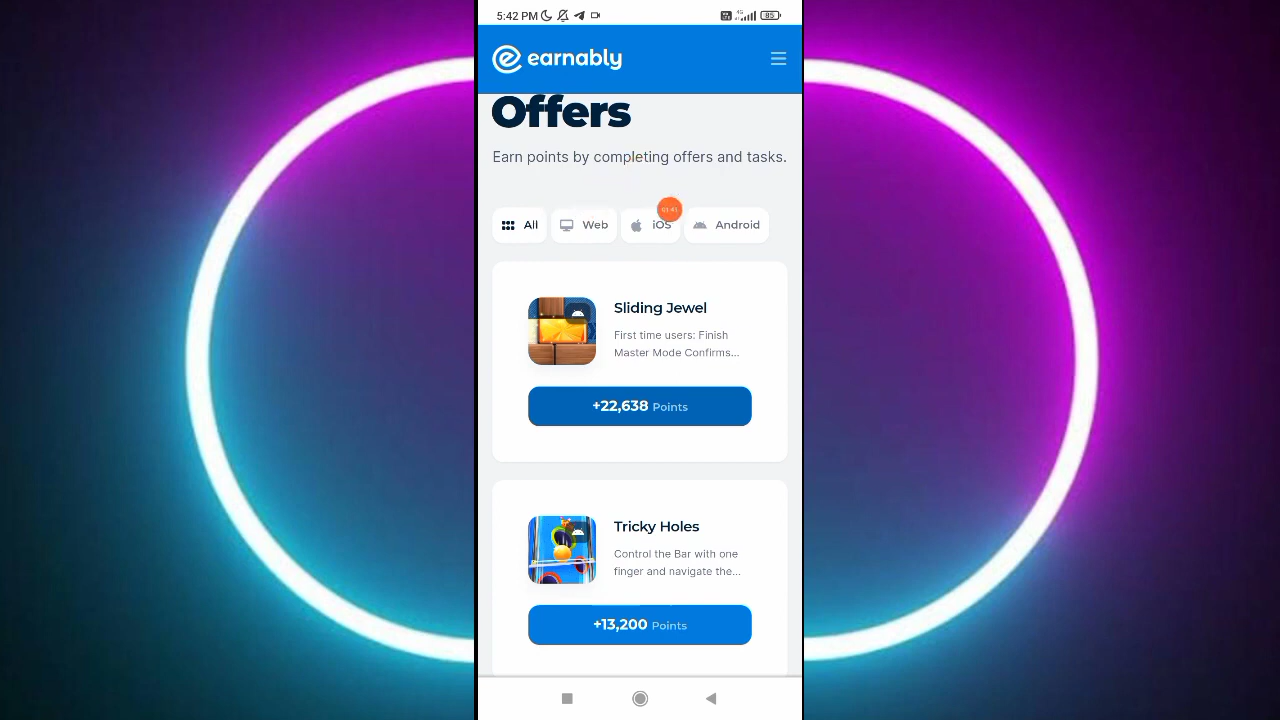 5:42 PM
4G
85
earnably
Offers
Earn points by completing offers and tasks.
All
Web
iOS
Android
Sliding Jewel
First time users: Finish
Master Mode Confirms...
+22,638 Points
Tricky Holes
Control the Bar with one
finger and navigate the...
+13,200 Points